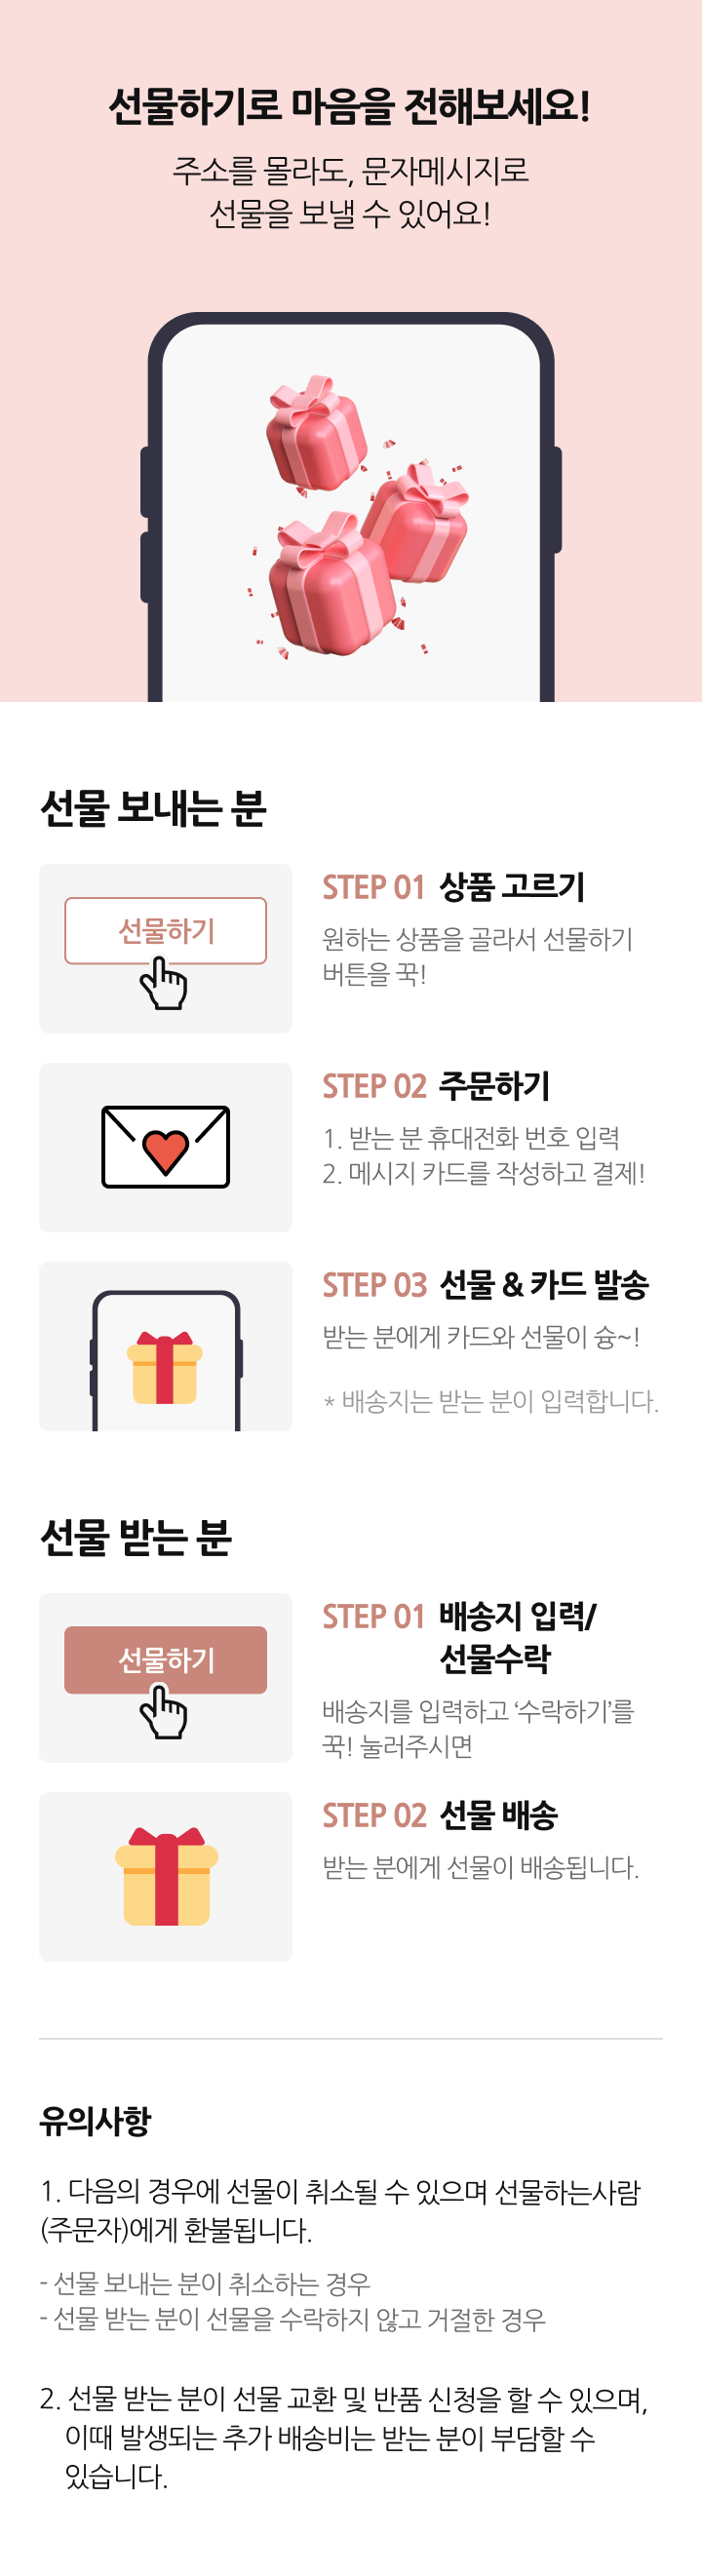 선물하기로 마음을 전해보세요!
주소를 몰라도, 문자메시지로
선물을 보낼 수 있어요!
선물 보내는 분
선물하기
STEP 01 상품 고르기
원하는 상품을 골라서 선물하기
버튼을 꾹!
STEP 02 주문하기
1. 받는 분 휴대전화 번호 입력
2. 메시지 카드를 작성하고 결제!
STEP 03 선물 & 카드 발송
받는 분에게 카드와 선물이 슝~!
* 배송지는 받는 분이 입력합니다.
선물 받는 분
선물하기
STEP 01 배송지 입력/
선물수락
배송지를 입력하고 ‘수락하기’를
꾹! 눌러주시면
STEP 02 선물 배송
받는 분에게 선물이 배송됩니다.
유의사항
1. 다음의 경우에 선물이 취소될 수 있으며 선물하는사람
(주문자)에게 환불됩니다.
- 선물 보내는 분이 취소하는 경우
- 선물 받는 분이 선물을 수락하지 않고 거절한 경우
2. 선물 받는 분이 선물 교환 및 반품 신청을 할 수 있으며,
이때 발생되는 추가 배송비는 받는 분이 부담할 수
있습니다.